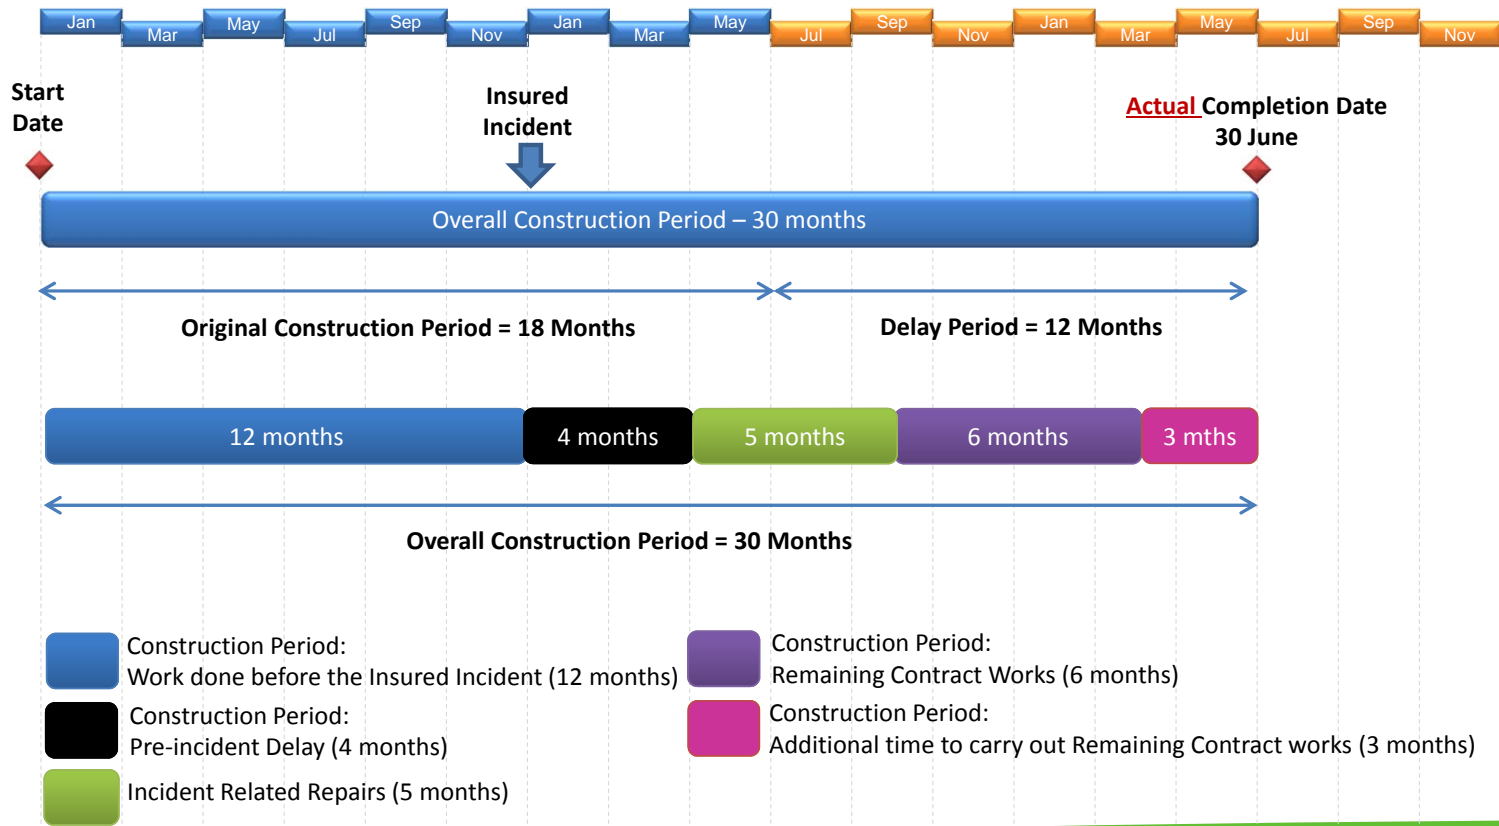 Jan
Mar
May
Jul
Sep
Nov
Jan
Mar
May
Jul
Sep
Nov
Jan
Mar
May
Jul
Sep
Nov
Start
Date
Insured
Incident
Actual Completion Date
30 June
Overall Construction Period – 30 months
Original Construction Period = 18 Months
Delay Period = 12 Months
12 months
4 months
5 months
6 months
3 mths
Overall Construction Period = 30 Months
Construction Period:
Work done before the Insured Incident (12 months)
Construction Period:
Pre-incident Delay (4 months)
Incident Related Repairs (5 months)
Construction Period:
Remaining Contract Works (6 months)
Construction Period:
Additional time to carry out Remaining Contract works (3 months)